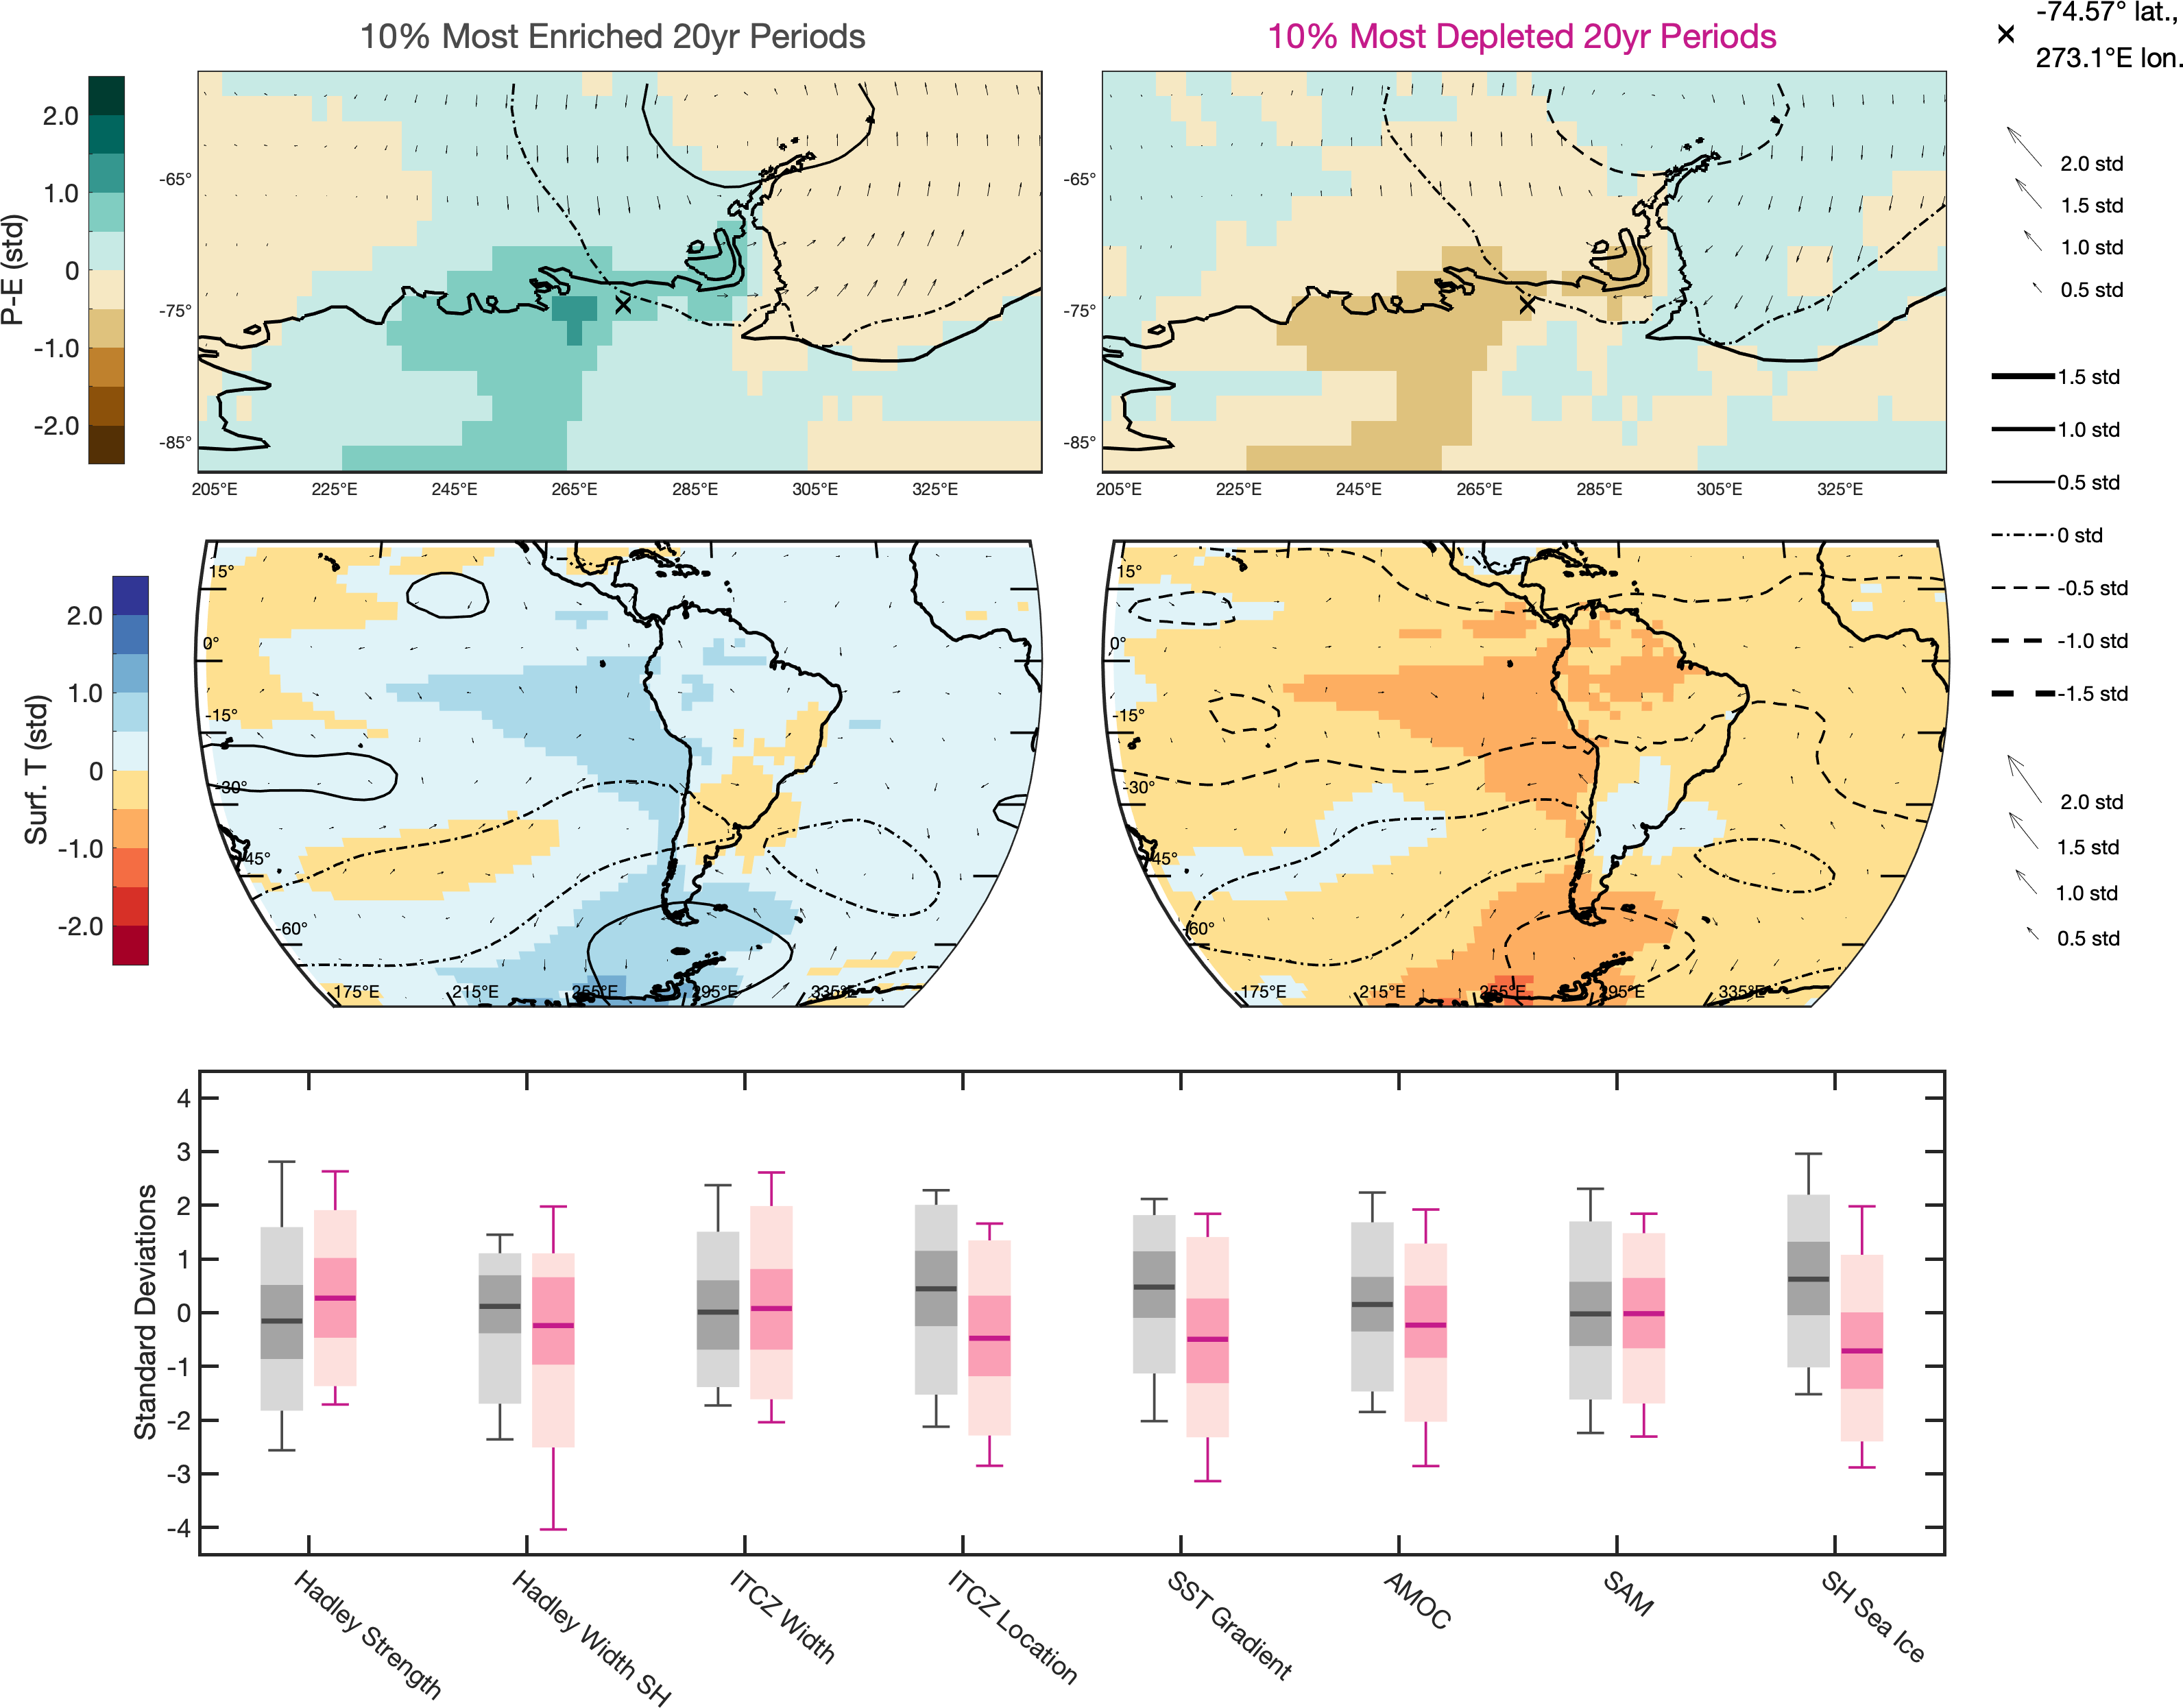 10% Most Enriched 20yr Periods
10% Most Depleted 20yr Periods
-74.57° lat.,
273.1°E lon.
P-E (std)
2.0
1.0
0
-1.0
-2.0
-65°
-75°
-85°
205°E 225°E 245°E 265°E 285°E 305°E 325°E
-65°
-75°
-85°
205°E 225°E 245°E 265°E 285°E 305°E 325°E
2.0 std
1.5 std
1.0 std
0.5 std
1.5 std
1.0 std
0.5 std
0 std
-0.5 std
-1.0 std
-1.5 std
Surf. T (std)
2.0
1.0
0
-1.0
-2.0
15°
0°
-15°
-30°
-45°
-60°
175°E 215°E 255°E 295°E 335°E
15°
0°
-15°
-30°
-45°
-60°
175°E 215°E 255°E 295°E 335°E
2.0 std
1.5 std
1.0 std
0.5 std
Standard Deviations
4
3
2
1
0
-1
-2
-3
-4
Hadley Strength
Hadley Width SH
ITCZ Width
ITCZ Location
SST Gradient
AMOC
SAM
SH Sea Ice